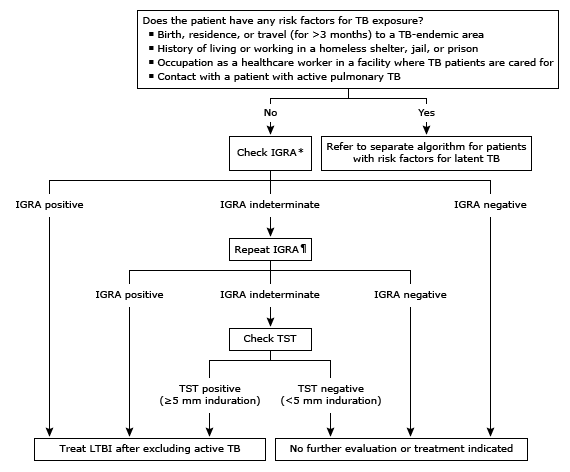 Does the patient have any risk factors for TB exposure?
▪ Birth, residence, or travel (for >3 months) to a TB-endemic area
▪ History of living or working in a homeless shelter, jail, or prison
▪ Occupation as a healthcare worker in a facility where TB patients are cared for
▪ Contact with a patient with active pulmonary TB
No
Yes
Check IGRA*
Refer to separate algorithm for patients
with risk factors for latent TB
IGRA positive
IGRA indeterminate
IGRA negative
Repeat IGRA¶
IGRA positive
IGRA indeterminate
IGRA negative
Check TST
TST positive
(≥5 mm induration)
TST negative
(<5 mm induration)
Treat LTBI after excluding active TB
No further evaluation or treatment indicated